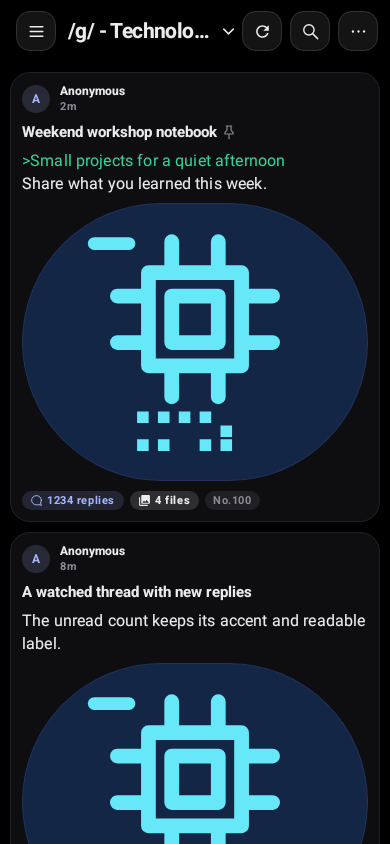 /g/ - Technolo...
A
Anonymous
2m
Weekend workshop notebook
>Small projects for a quiet afternoon
Share what you learned this week.
1234 replies
4 files
No.100
A
Anonymous
8m
A watched thread with new replies
The unread count keeps its accent and readable
label.